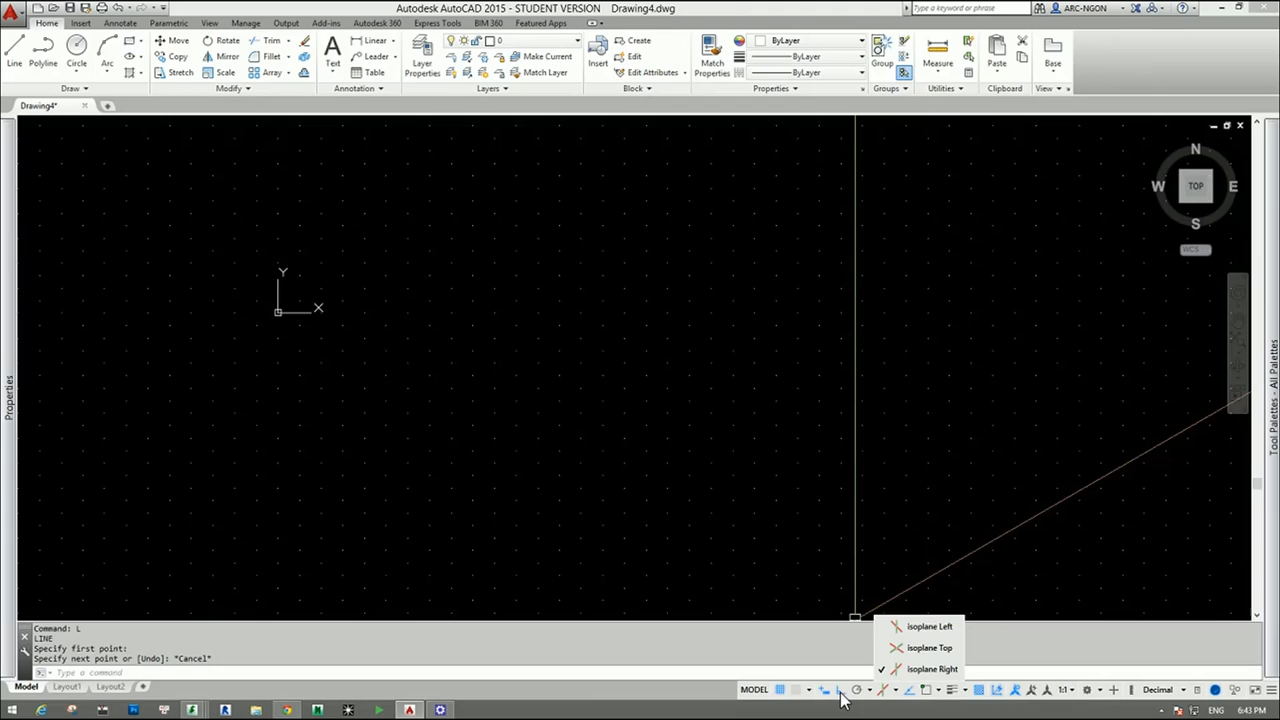 Autodesk AutoCAD 2015 - STUDENT VERSION Drawing4.dwg
Type a keyword or phrase
ARC-NGON
Home Insert Annotate Parametric View Manage Output Add-ins Autodesk 360 Express Tools BIM 360 Featured Apps
Line Polyline Circle Arc
Move Rotate Trim
Copy Mirror Fillet
Stretch Scale Array
Text
Linear
Leader
Table
Layer Properties
0
Make Current
Match Layer
Insert
Create
Edit
Edit Attributes
Match Properties
ByLayer
ByLayer
ByLayer
Group
Measure
Paste
Base
Draw Modify Annotation Layers Block Properties Groups Utilities Clipboard View
Drawing4*
N
W TOP E
S
WCS
Y
X
Properties
Tool Palettes - All Palettes
Command: L
LINE
Specify first point:
Specify next point or [Undo]: *Cancel*
Type a command
isoplane Left
isoplane Top
isoplane Right
Model Layout1 Layout2
MODEL 1:1 Decimal
ENG 6:43 PM